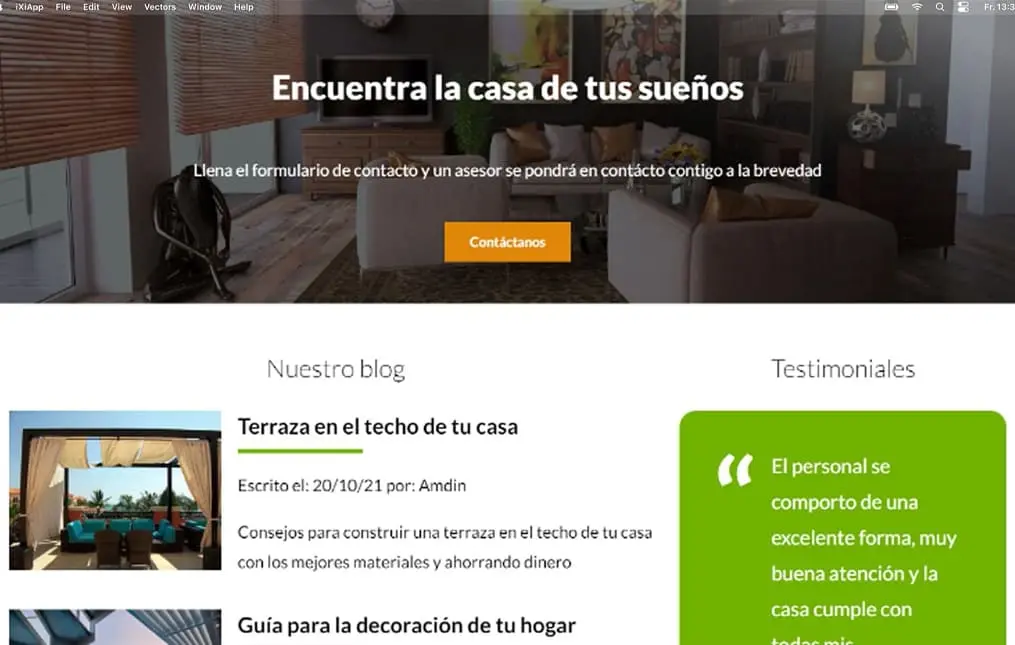 iXiApp File Edit View Vectors Window Help
Encuentra la casa de tus sueños
Llena el formulario de contacto y un asesor se pondrá en contácto contigo a la brevedad
Contáctanos
Nuestro blog
Terraza en el techo de tu casa
Escrito el: 20/10/21 por: Amdin
Consejos para construir una terraza en el techo de tu casa
con los mejores materiales y ahorrando dinero
Guía para la decoración de tu hogar
Testimoniales
“
El personal se
comporto de una
excelente forma, muy
buena atención y la
casa cumple con
todas mis